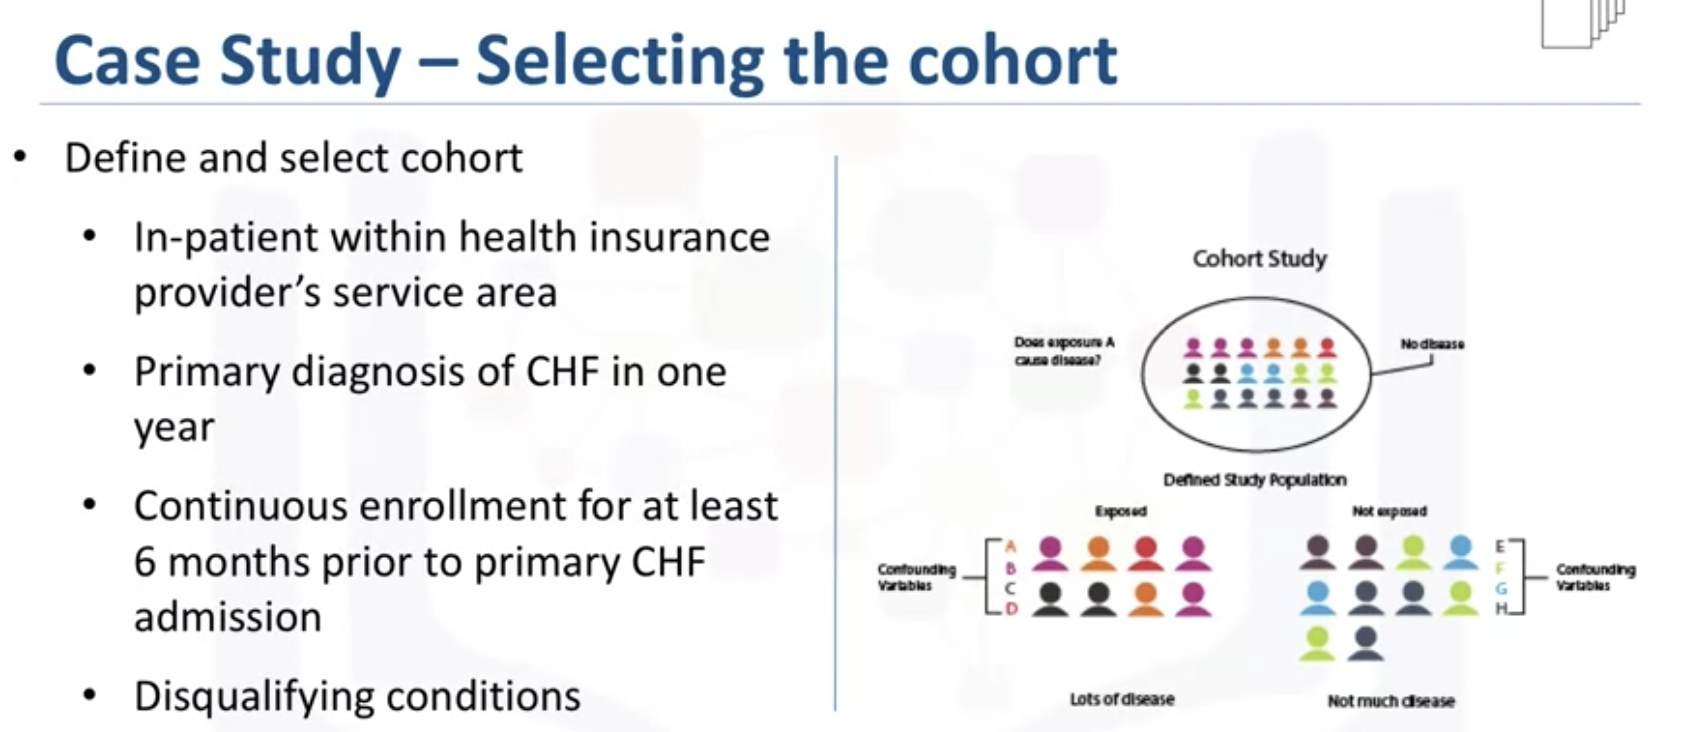 Case Study – Selecting the cohort
• Define and select cohort
• In-patient within health insurance
provider’s service area
• Primary diagnosis of CHF in one
year
• Continuous enrollment for at least
6 months prior to primary CHF
admission
• Disqualifying conditions
Cohort Study
Does exposure A
cause disease?
No disease
Defined Study Population
Exposed
Not exposed
Confounding
Variables
A
B
C
D
E
F
G
H
Confounding
Variables
Lots of disease
Not much disease